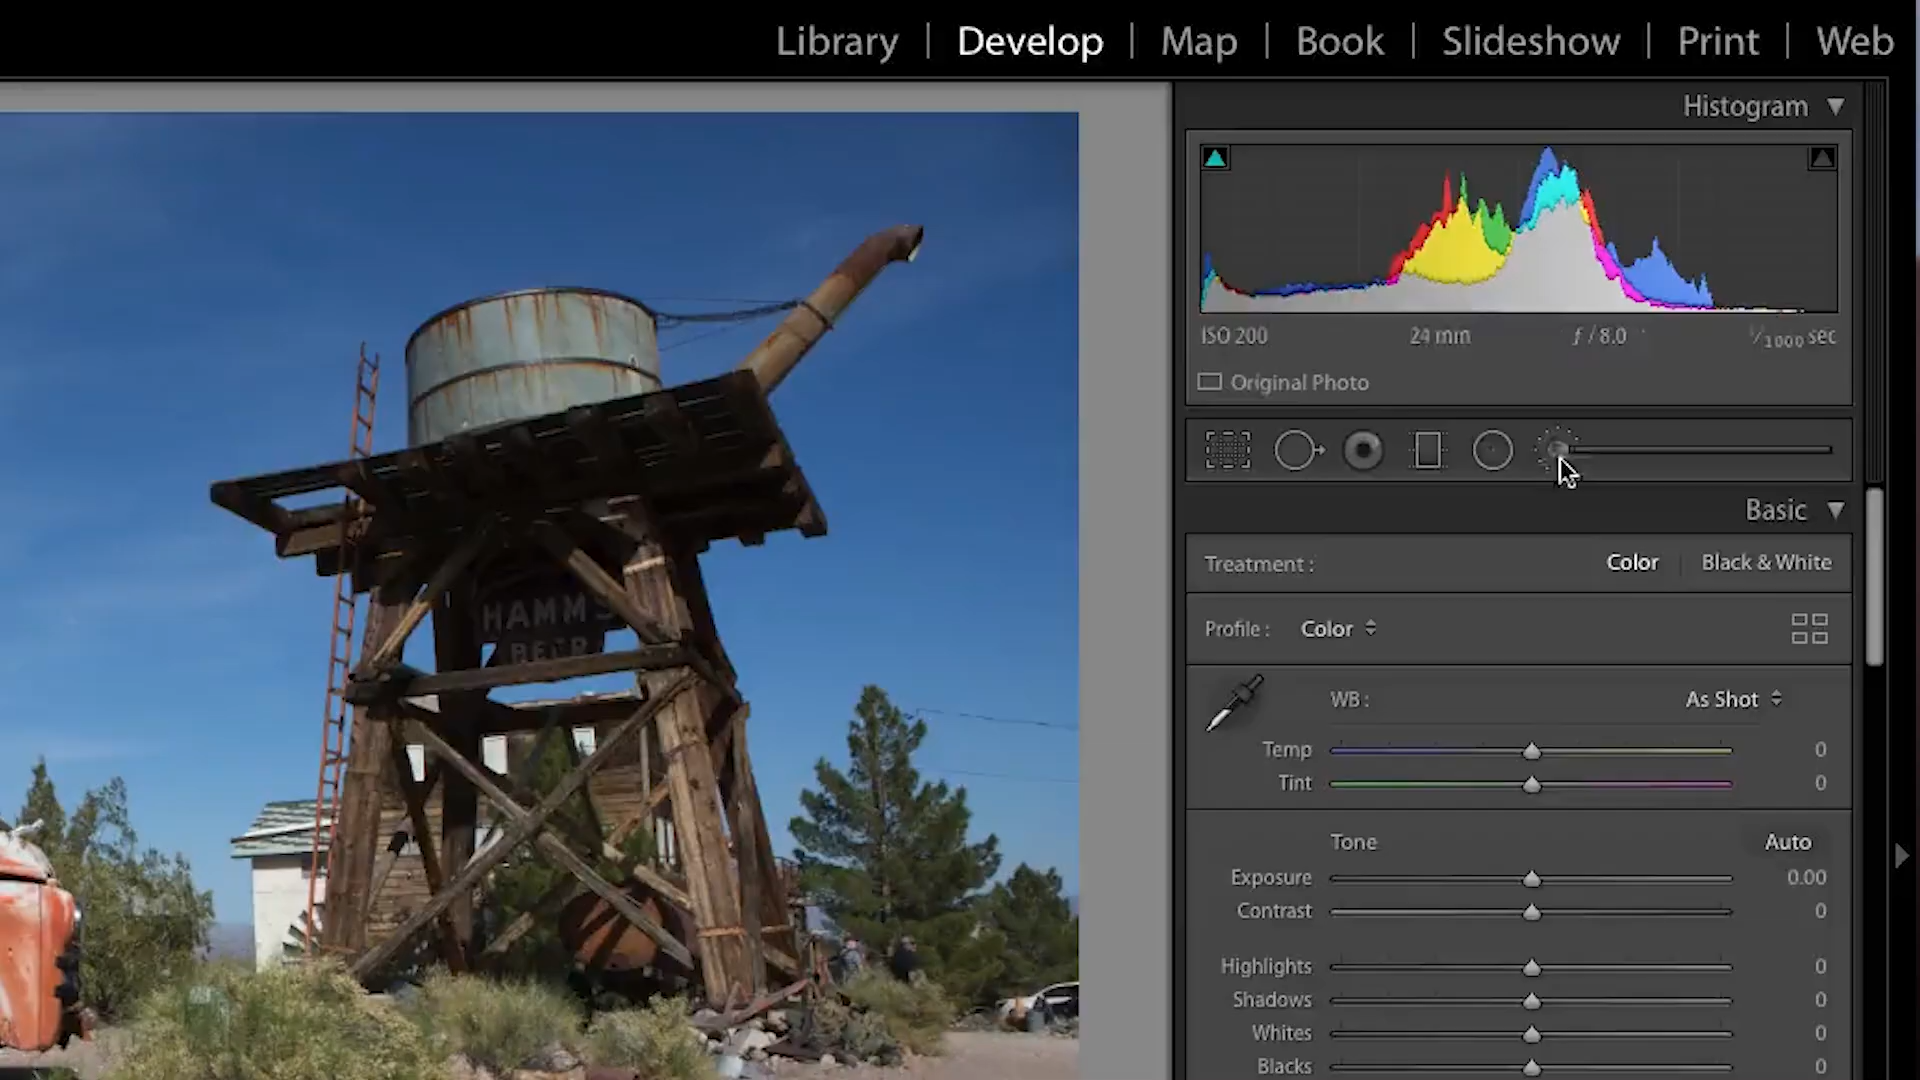 Library | Develop | Map | Book | Slideshow | Print | Web
Histogram
ISO 200 24 mm ƒ / 8.0 1/1000 sec
Original Photo
Basic
Treatment : Color | Black & White
Profile : Color
WB : As Shot
Temp 0
Tint 0
Tone Auto
Exposure 0.00
Contrast 0
Highlights 0
Shadows 0
Whites 0
Blacks 0
HAMM'S
BEER